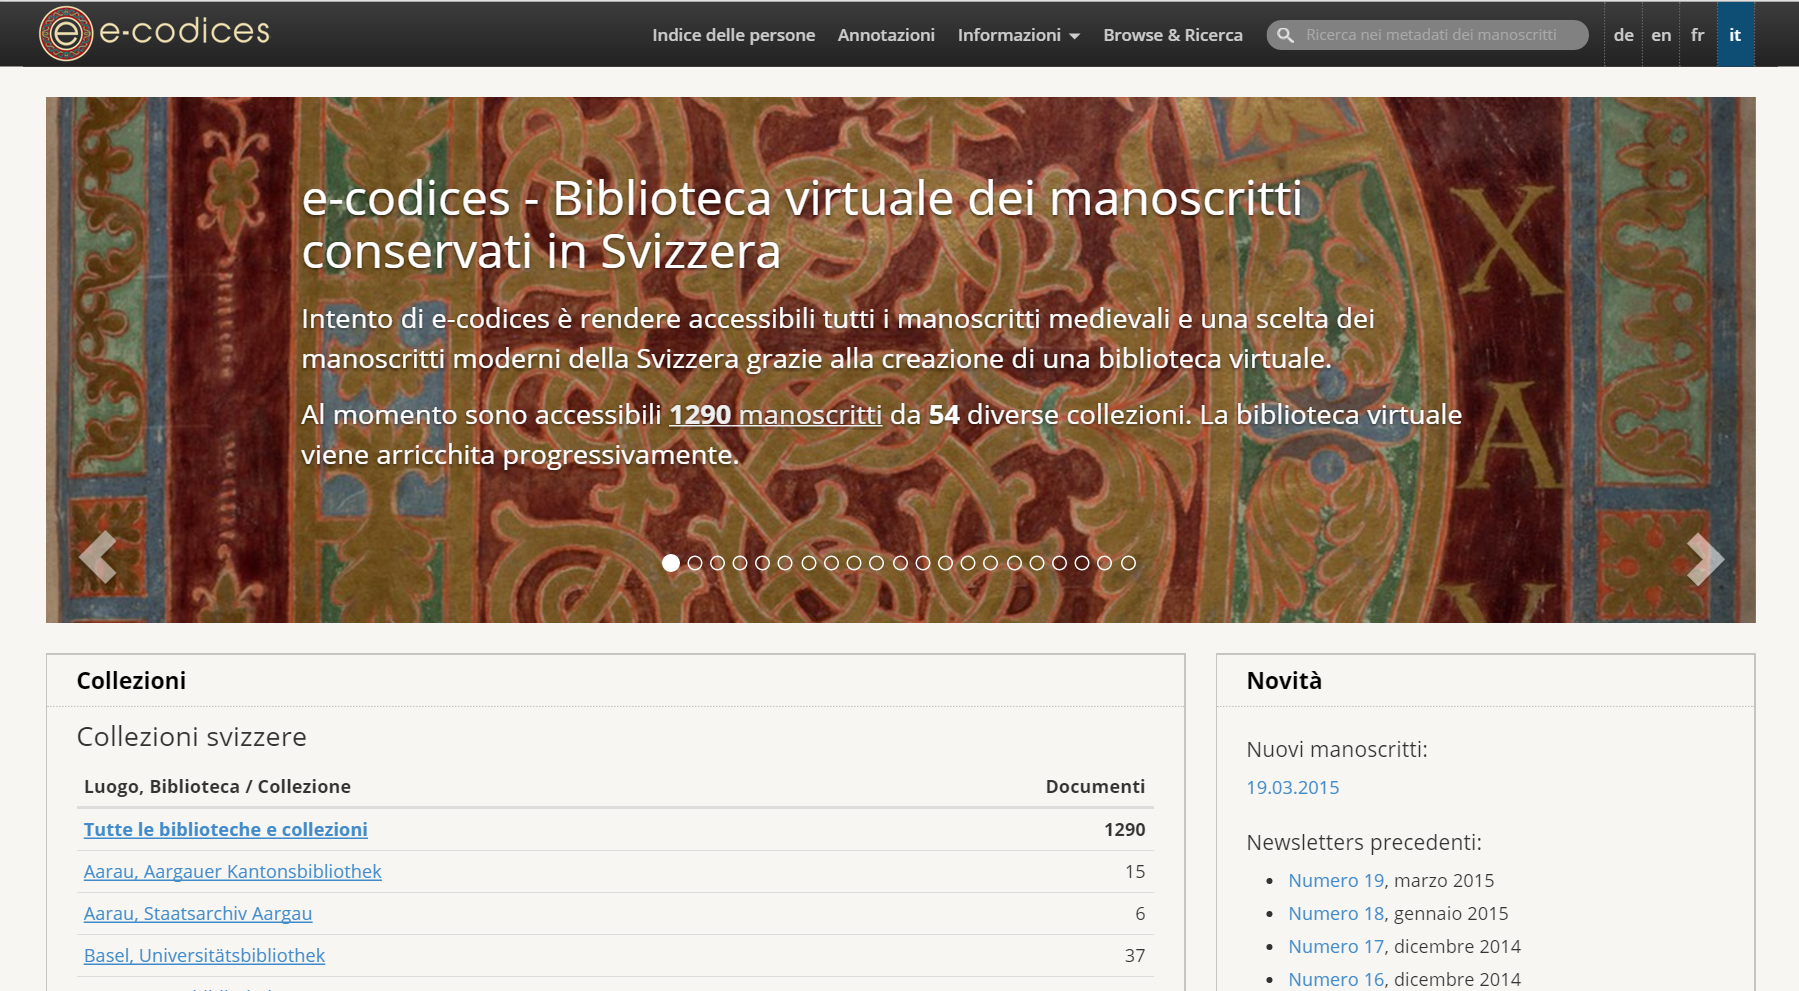 e-codices
Indice delle persone
Annotazioni
Informazioni
Browse & Ricerca
Ricerca nei metadati dei manoscritti
de
en
fr
it
e-codices - Biblioteca virtuale dei manoscritti
conservati in Svizzera
Intento di e-codices è rendere accessibili tutti i manoscritti medievali e una scelta dei
manoscritti moderni della Svizzera grazie alla creazione di una biblioteca virtuale.
Al momento sono accessibili 1290 manoscritti da 54 diverse collezioni. La biblioteca virtuale
viene arricchita progressivamente.
X
A
Collezioni
Collezioni svizzere
Luogo, Biblioteca / Collezione Documenti
Tutte le biblioteche e collezioni 1290
Aarau, Aargauer Kantonsbibliothek 15
Aarau, Staatsarchiv Aargau 6
Basel, Universitätsbibliothek 37
Novità
Nuovi manoscritti:
19.03.2015
Newsletters precedenti:
Numero 19, marzo 2015
Numero 18, gennaio 2015
Numero 17, dicembre 2014
Numero 16, dicembre 2014